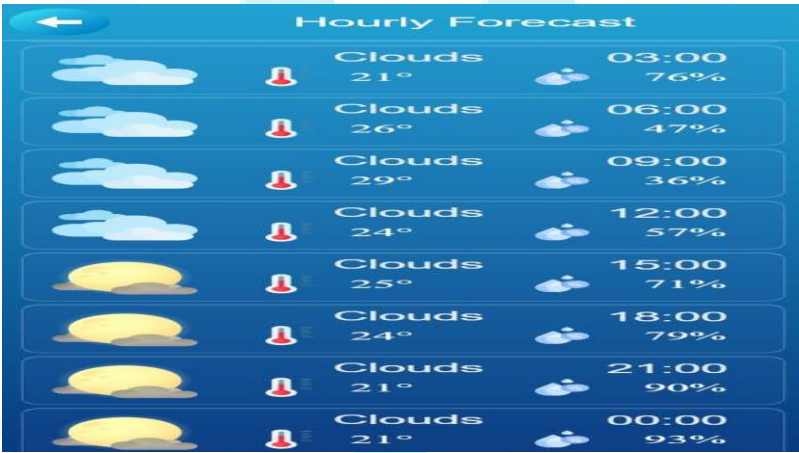 Hourly Forecast
Clouds 03:00
21° 76%
Clouds 06:00
26° 47%
Clouds 09:00
29° 36%
Clouds 12:00
24° 57%
Clouds 15:00
25° 71%
Clouds 18:00
24° 79%
Clouds 21:00
21° 90%
Clouds 00:00
21° 93%